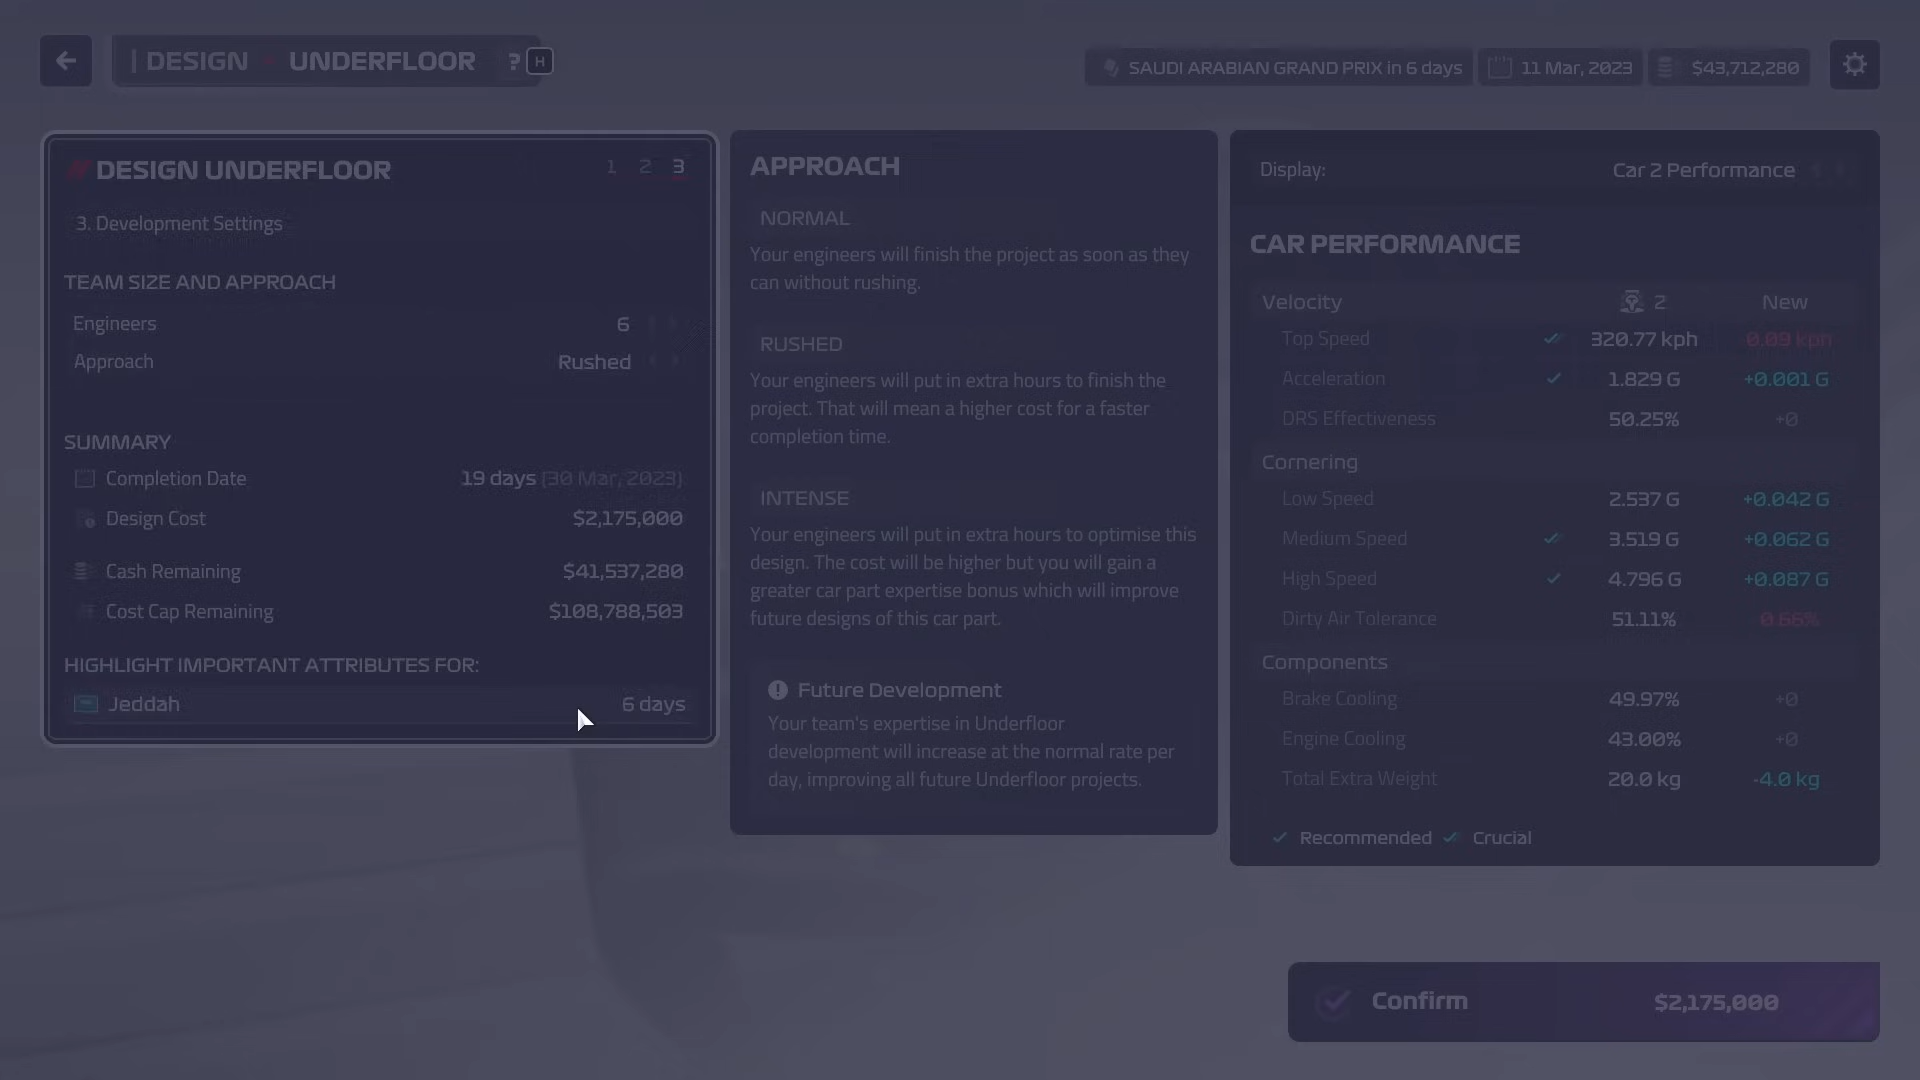 DESIGN UNDERFLOOR ? H
SAUDI ARABIAN GRAND PRIX in 6 days
11 Mar, 2023
$43,712,280
DESIGN UNDERFLOOR
1 2 3
3. Development Settings
TEAM SIZE AND APPROACH
Engineers 6
Approach Rushed
SUMMARY
Completion Date 19 days (30 Mar, 2023)
Design Cost $2,175,000
Cash Remaining $41,537,280
Cost Cap Remaining $108,788,503
HIGHLIGHT IMPORTANT ATTRIBUTES FOR:
Jeddah 6 days
APPROACH
NORMAL
Your engineers will finish the project as soon as they
can without rushing.
RUSHED
Your engineers will put in extra hours to finish the
project. That will mean a higher cost for a faster
completion time.
INTENSE
Your engineers will put in extra hours to optimise this
design. The cost will be higher but you will gain a
greater car part expertise bonus which will improve
future designs of this car part.
Future Development
Your team's expertise in Underfloor
development will increase at the normal rate per
day, improving all future Underfloor projects.
Display: Car 2 Performance
CAR PERFORMANCE
Velocity 2 New
Top Speed 320.77 kph 0.09 kph
Acceleration 1.829 G +0.001 G
DRS Effectiveness 50.25% +0
Cornering
Low Speed 2.537 G +0.042 G
Medium Speed 3.519 G +0.062 G
High Speed 4.796 G +0.087 G
Dirty Air Tolerance 51.11% 0.66%
Components
Brake Cooling 49.97% +0
Engine Cooling 43.00% +0
Total Extra Weight 20.0 kg -4.0 kg
Recommended Crucial
Confirm $2,175,000